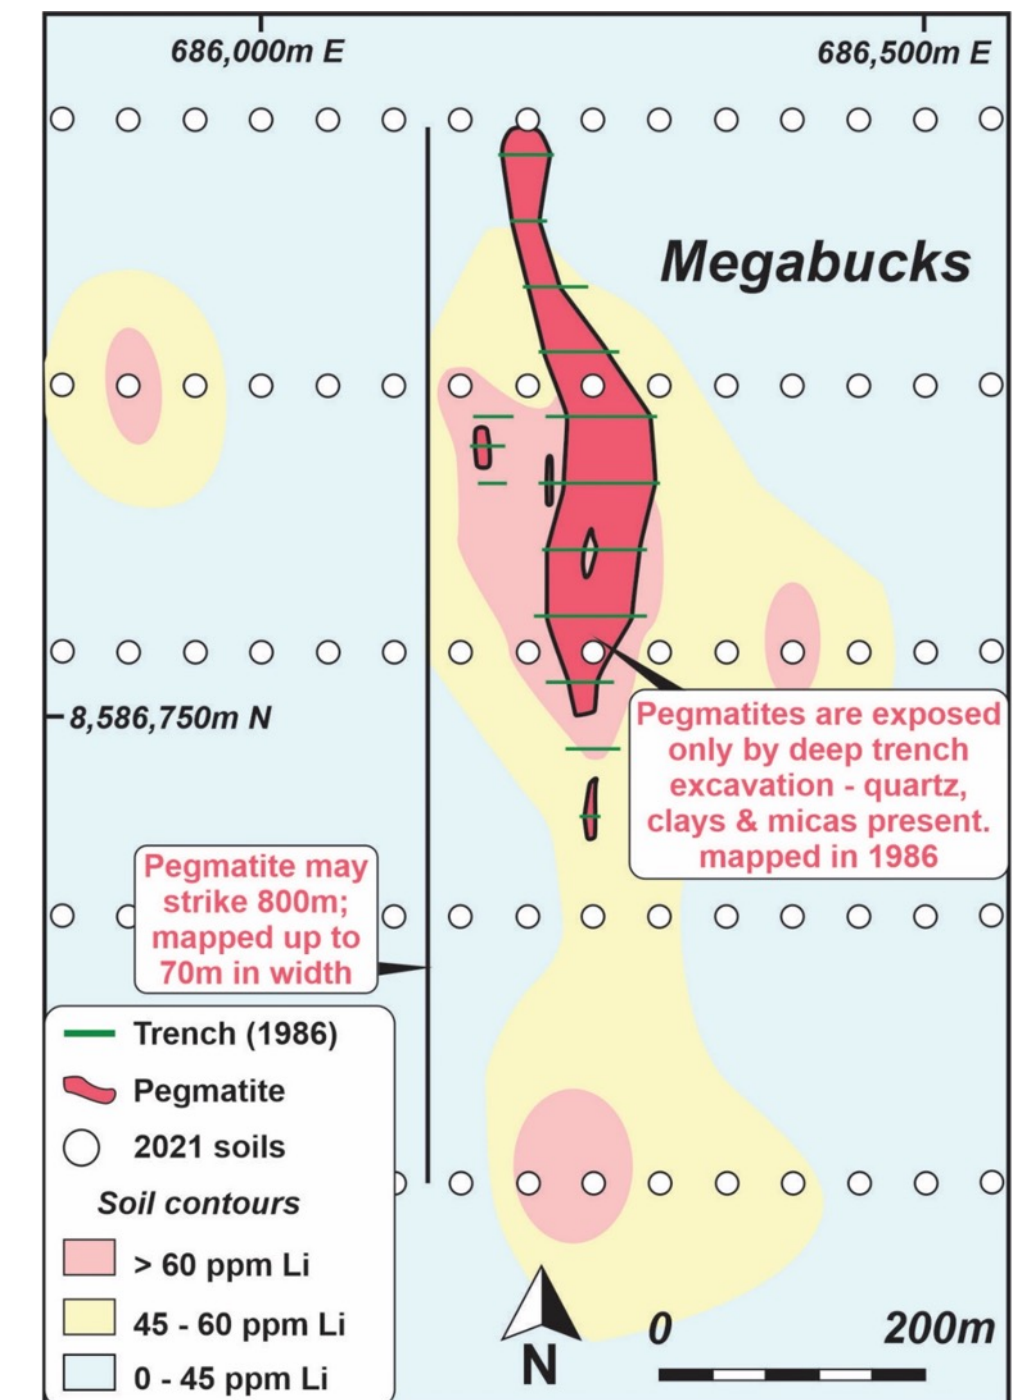 686,000m E
686,500m E
Megabucks
8,586,750m N
Pegmatites are exposed
only by deep trench
excavation - quartz,
clays & micas present.
mapped in 1986
Pegmatite may
strike 800m;
mapped up to
70m in width
Trench (1986)
Pegmatite
2021 soils
Soil contours
> 60 ppm Li
45 - 60 ppm Li
0 - 45 ppm Li
N
0
200m